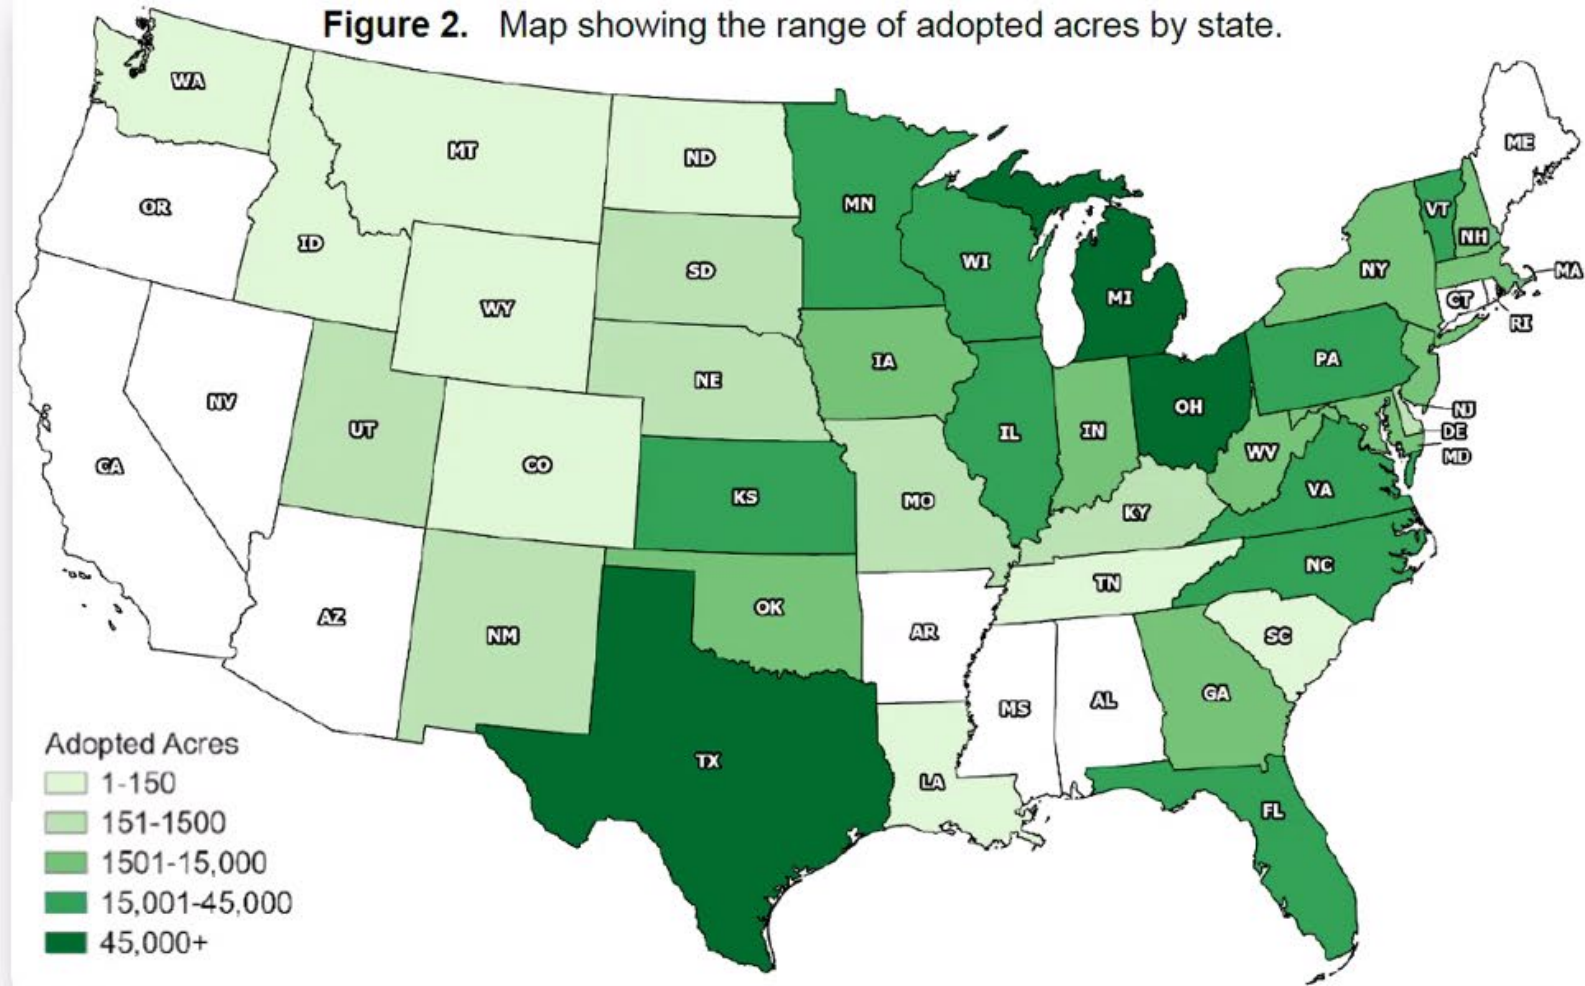 Figure 2. Map showing the range of adopted acres by state.
WA
MT
ND
ME
OR
ID
MN
VT
NH
SD
WI
NY
MA
WY
MI
CT
RI
IA
PA
NE
NV
OH
NJ
UT
IL
IN
DE
CO
WV
MD
CA
KS
MO
VA
KY
NC
TN
OK
AZ
NM
AR
SC
GA
MS
AL
TX
LA
FL
Adopted Acres
1-150
151-1500
1501-15,000
15,001-45,000
45,000+